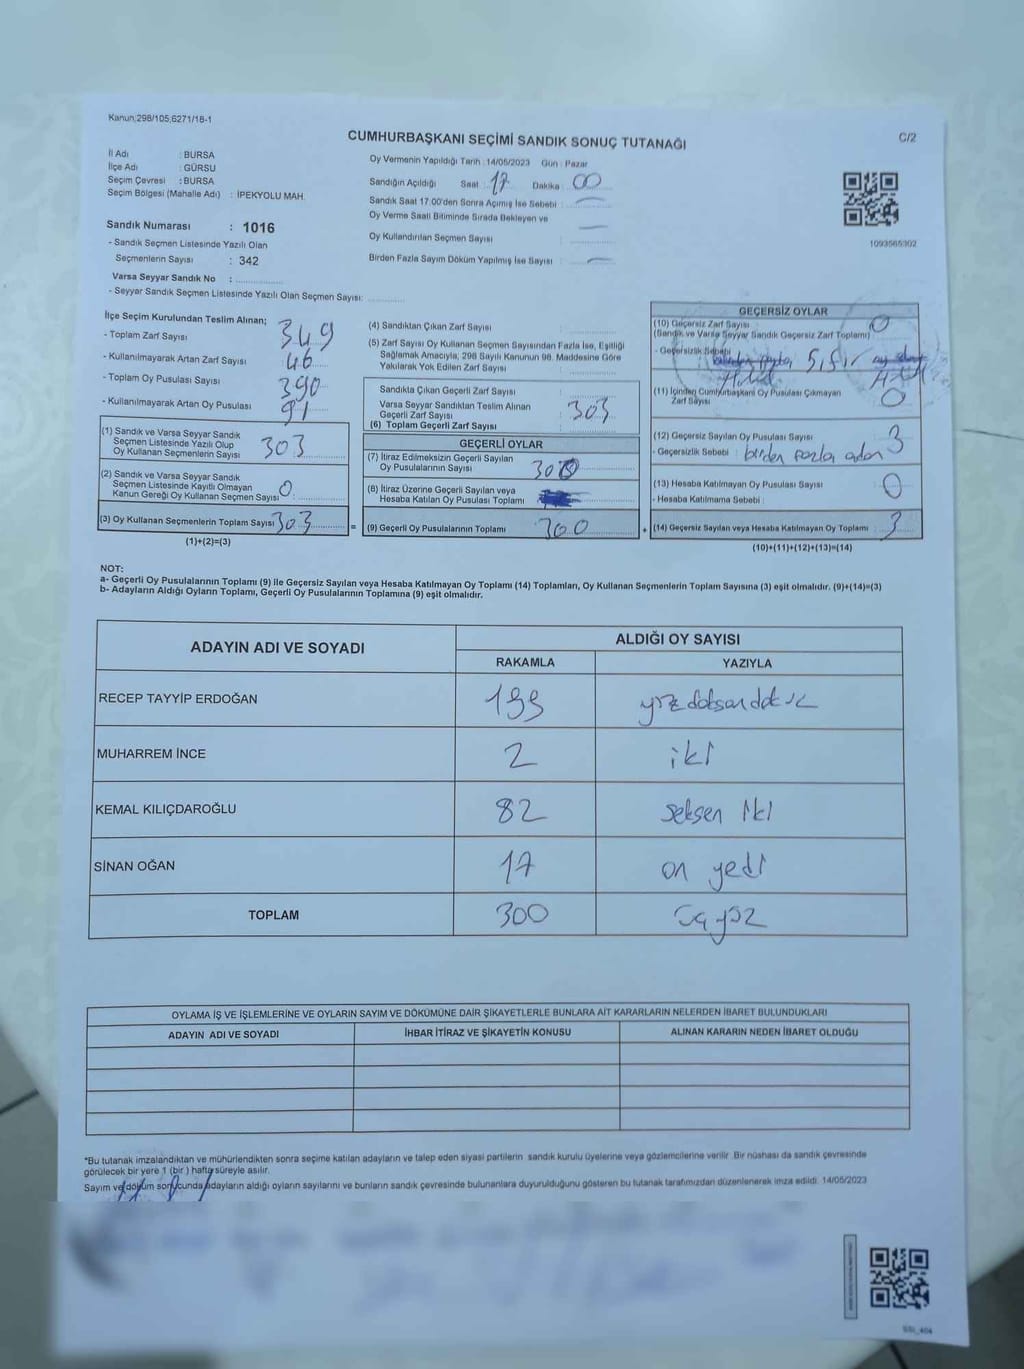 Kanun;298/105;6271/18-1
CUMHURBAŞKANI SEÇİMİ SANDIK SONUÇ TUTANAĞI
C/2
İl Adı : BURSA
İlçe Adı : GÜRSU
Seçim Çevresi : BURSA
Seçim Bölgesi (Mahalle Adı) : İPEKYOLU MAH.
Oy Vermenin Yapıldığı Tarih : 14/05/2023 Gün : Pazar
Sandığın Açıldığı Saat : 17 Dakika : 00
Sandık Saat 17:00'den Sonra Açımış İse Sebebi :
Oy Verme Saati Bitiminde Sırada Bekleyen ve
Oy Kullandırılan Seçmen Sayısı
Birden Fazla Sayım Döküm Yapılmış İse Sayısı
1093565302
Sandık Numarası : 1016
- Sandık Seçmen Listesinde Yazılı Olan
Seçmenlerin Sayısı : 342
Varsa Seyyar Sandık No :
- Seyyar Sandık Seçmen Listesinde Yazılı Olan Seçmen Sayısı:
İlçe Seçim Kurulundan Teslim Alınan;
- Toplam Zarf Sayısı 349
- Kullanılmayarak Artan Zarf Sayısı 46
- Toplam Oy Pusulası Sayısı 390
- Kullanılmayarak Artan Oy Pusulası 91
(1) Sandık ve Varsa Seyyar Sandık
Seçmen Listesinde Yazılı Olup
Oy Kullanan Seçmenlerin Sayısı 303
(2) Sandık ve Varsa Seyyar Sandık
Seçmen Listesinde Kayıtlı Olmayan
Kanun Gereği Oy Kullanan Seçmen Sayısı 0
(3) Oy Kullanan Seçmenlerin Toplam Sayısı 303
(1)+(2)=(3)
(4) Sandıktan Çıkan Zarf Sayısı
(5) Zarf Sayısı Oy Kullanan Seçmen Sayısından Fazla İse, Eşitliği
Sağlamak Amacıyla, 298 Sayılı Kanunun 98. Maddesine Göre
Yakılarak Yok Edilen Zarf Sayısı
Sandıkta Çıkan Geçerli Zarf Sayısı
Varsa Seyyar Sandıktan Teslim Alınan
Geçerli Zarf Sayısı 303
(6) Toplam Geçerli Zarf Sayısı
GEÇERLİ OYLAR
(7) İtiraz Edilmeksizin Geçerli Sayılan
Oy Pusulalarının Sayısı 300
(8) İtiraz Üzerine Geçerli Sayılan veya
Hesaba Katılan Oy Pusulası Toplamı
= (9) Geçerli Oy Pusulalarının Toplamı 300 +
GEÇERSİZ OYLAR
(10) Geçersiz Zarf Sayısı 0
(Sandık ve Varsa Seyyar Sandık Geçersiz Zarf Toplamı)
- Geçersizlik Sebebi Sıfır
(11) İçinden Cumhurbaşkanı Oy Pusulası Çıkmayan
Zarf Sayısı 0
(12) Geçersiz Sayılan Oy Pusulası Sayısı 3
- Geçersizlik Sebebi : birden fazla
(13) Hesaba Katılmayan Oy Pusulası Sayısı 0
- Hesaba Katılmama Sebebi :
(14) Geçersiz Sayılan veya Hesaba Katılmayan Oy Toplamı 3
(10)+(11)+(12)+(13)=(14)
NOT:
a- Geçerli Oy Pusulalarının Toplamı (9) ile Geçersiz Sayılan veya Hesaba Katılmayan Oy Toplamı (14) Toplamları, Oy Kullanan Seçmenlerin Toplam Sayısına (3) eşit olmalıdır. (9)+(14)=(3)
b- Adayların Aldığı Oyların Toplamı, Geçerli Oy Pusulalarının Toplamına (9) eşit olmalıdır.
ADAYIN ADI VE SOYADI
ALDIĞI OY SAYISI
RAKAMLA YAZIYLA
RECEP TAYYİP ERDOĞAN 199 yüzdoksandokuz
MUHARREM İNCE 2 iki
KEMAL KILIÇDAROĞLU 82 seksen iki
SİNAN OĞAN 17 on yedi
TOPLAM 300 üçyüz
OYLAMA İŞ VE İŞLEMLERİNE VE OYLARIN SAYIM VE DÖKÜMÜNE DAİR ŞİKAYETLERLE BUNLARA AİT KARARLARIN NELERDEN İBARET BULUNDUKLARI
ADAYIN ADI VE SOYADI İHBAR İTİRAZ VE ŞİKAYETİN KONUSU ALINAN KARARIN NEDEN İBARET OLDUĞU
*Bu tutanak imzalandıktan ve mühürlendikten sonra seçime katılan adayların ve talep eden siyasi partilerin sandık kurulu üyelerine veya gözlemcilerine verilir. Bir nüshası da sandık çevresinde
görülecek bir yere 1 (bir ) hafta süreyle asılır.
Sayım ve döküm sonucunda adayların aldığı oyların sayılarını ve bunların sandık çevresinde bulunanlara duyurulduğunu gösteren bu tutanak tarafımızdan düzenlenerek imza edildi. 14/05/2023